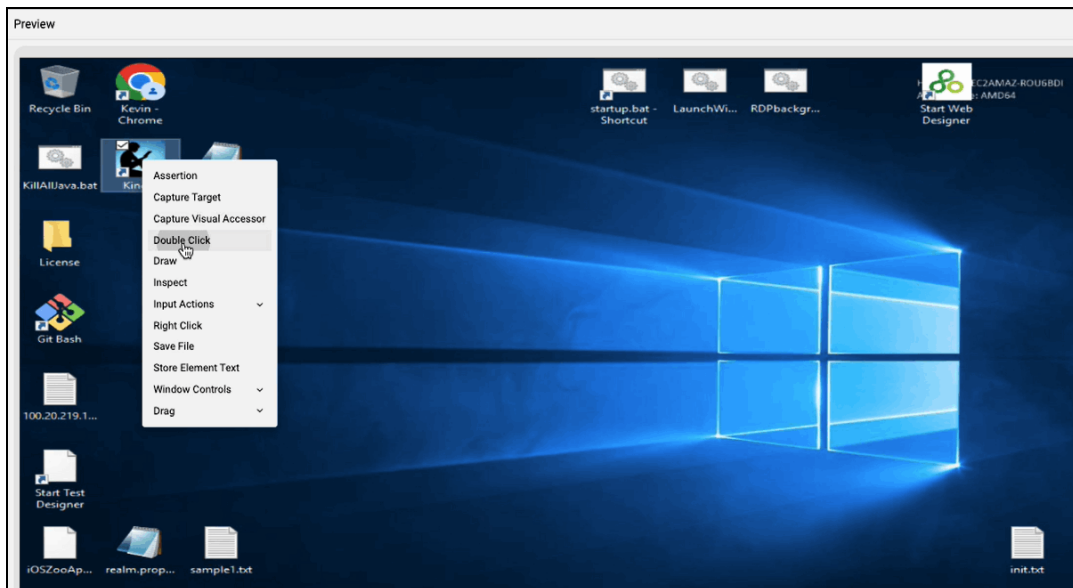 Preview
Recycle Bin
Kevin -
Chrome
startup.bat -
Shortcut
LaunchWi...
RDPbackgr...
EC2AMAZ-ROU6BDI
: AMD64
Start Web
Designer
KillAllJava.bat
Kin
Assertion
Capture Target
Capture Visual Accessor
Double Click
Draw
Inspect
Input Actions
Right Click
Save File
Store Element Text
Window Controls
Drag
License
Git Bash
100.20.219.1...
Start Test
Designer
iOSZooAp...
realm.prop...
sample1.txt
init.txt